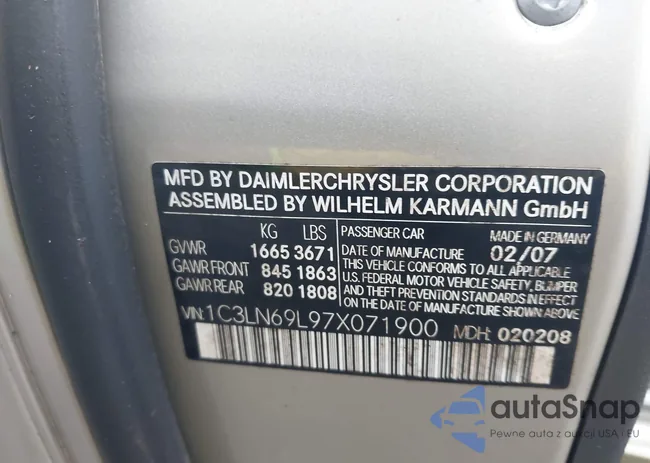 MFD BY DAIMLERCHRYSLER CORPORATION
ASSEMBLED BY WILHELM KARMANN GmbH
KG LBS
GVWR 1665 3671
GAWR FRONT 845 1863
GAWR REAR 820 1808
PASSENGER CAR MADE IN GERMANY
DATE OF MANUFACTURE 02/07
THIS VEHICLE CONFORMS TO ALL APPLICABLE
U.S. FEDERAL MOTOR VEHICLE SAFETY, BUMPER
AND THEFT PREVENTION STANDARDS IN EFFECT
ON THE DATE OF MANUFACTURE SHOWN ABOVE.
VIN: 1C3LN69L97X071900 MDH: 020208
autaSnap
Pewne auta z aukcji USA i EU